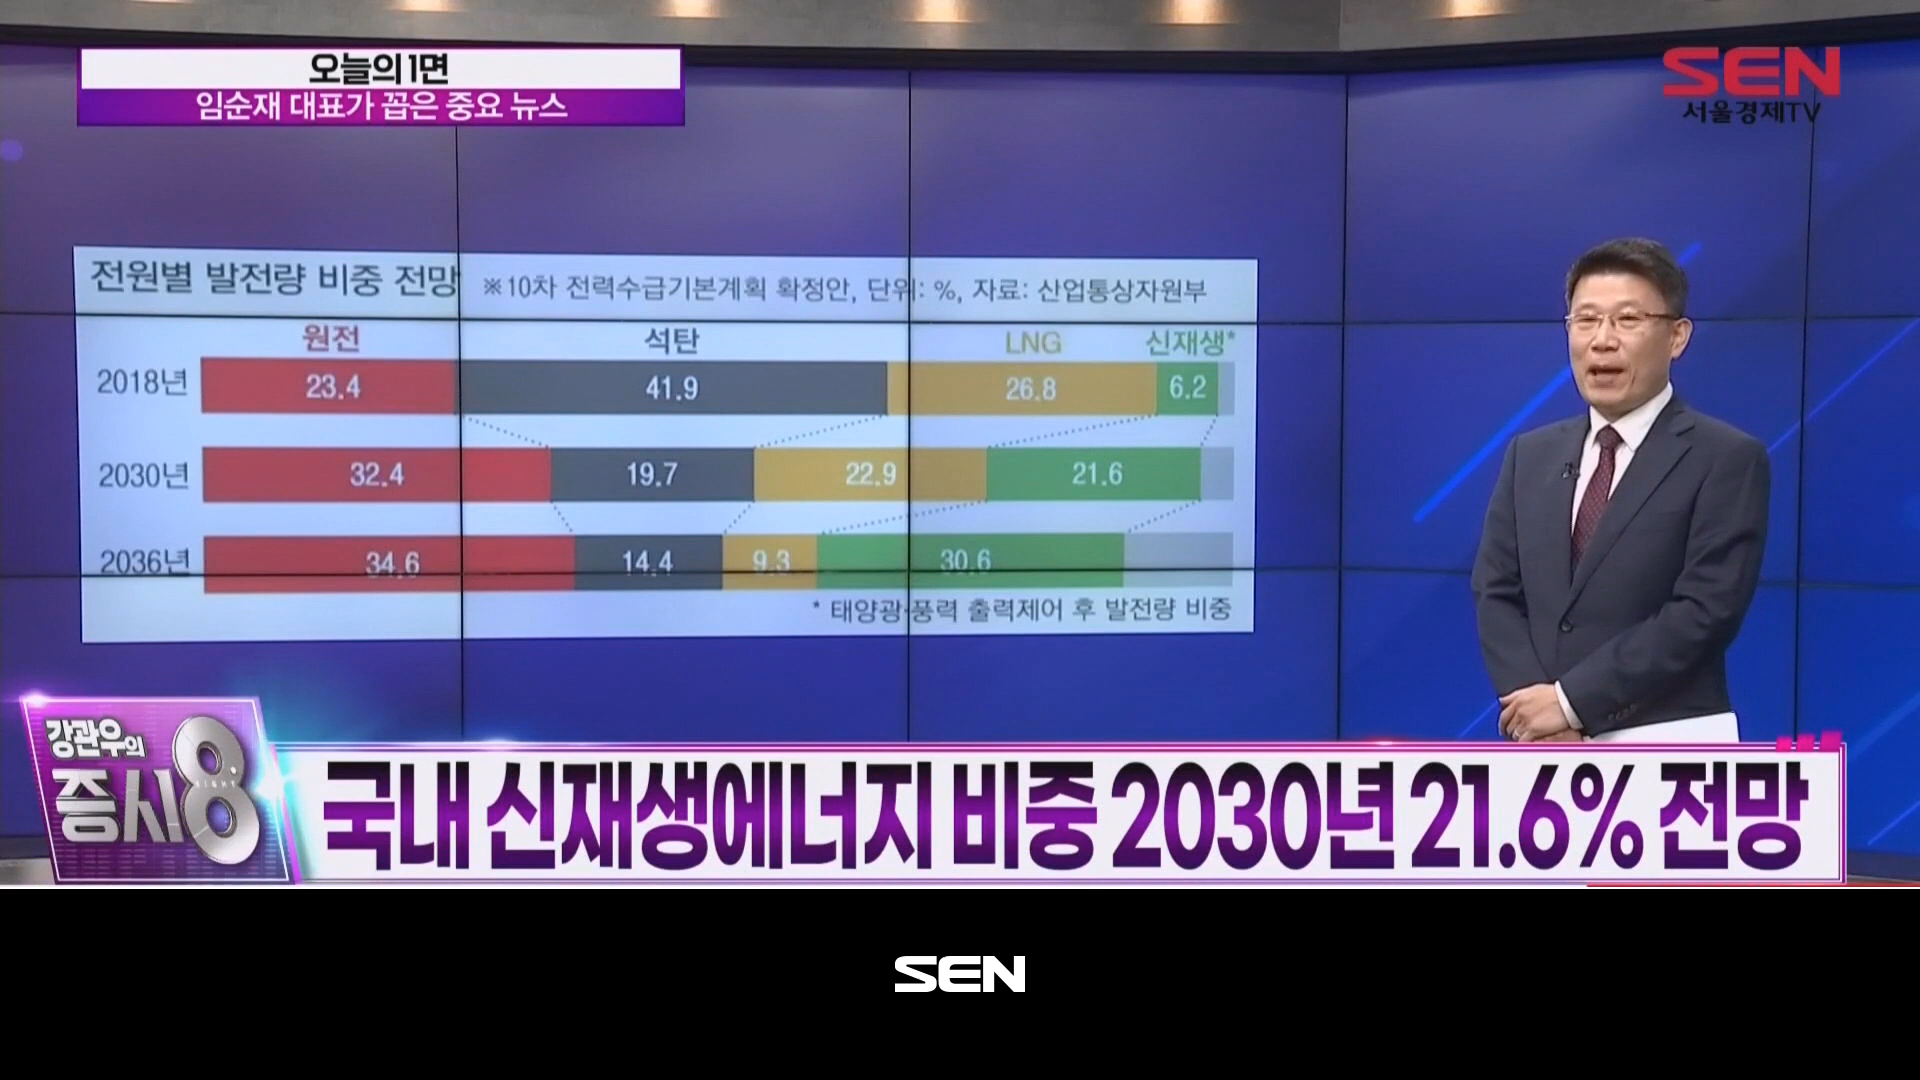 오늘의 1면
임순재 대표가 꼽은 중요 뉴스
SEN
서울경제TV
전원별 발전량 비중 전망 ※10차 전력수급기본계획 확정안, 단위: %, 자료: 산업통상자원부
원전 석탄 LNG 신재생*
2018년 23.4 41.9 26.8 6.2
2030년 32.4 19.7 22.9 21.6
2036년 34.6 14.4 9.3 30.6
* 태양광·풍력 출력제어 후 발전량 비중
강관우의
증시8
국내 신재생에너지 비중 2030년 21.6% 전망
SEN